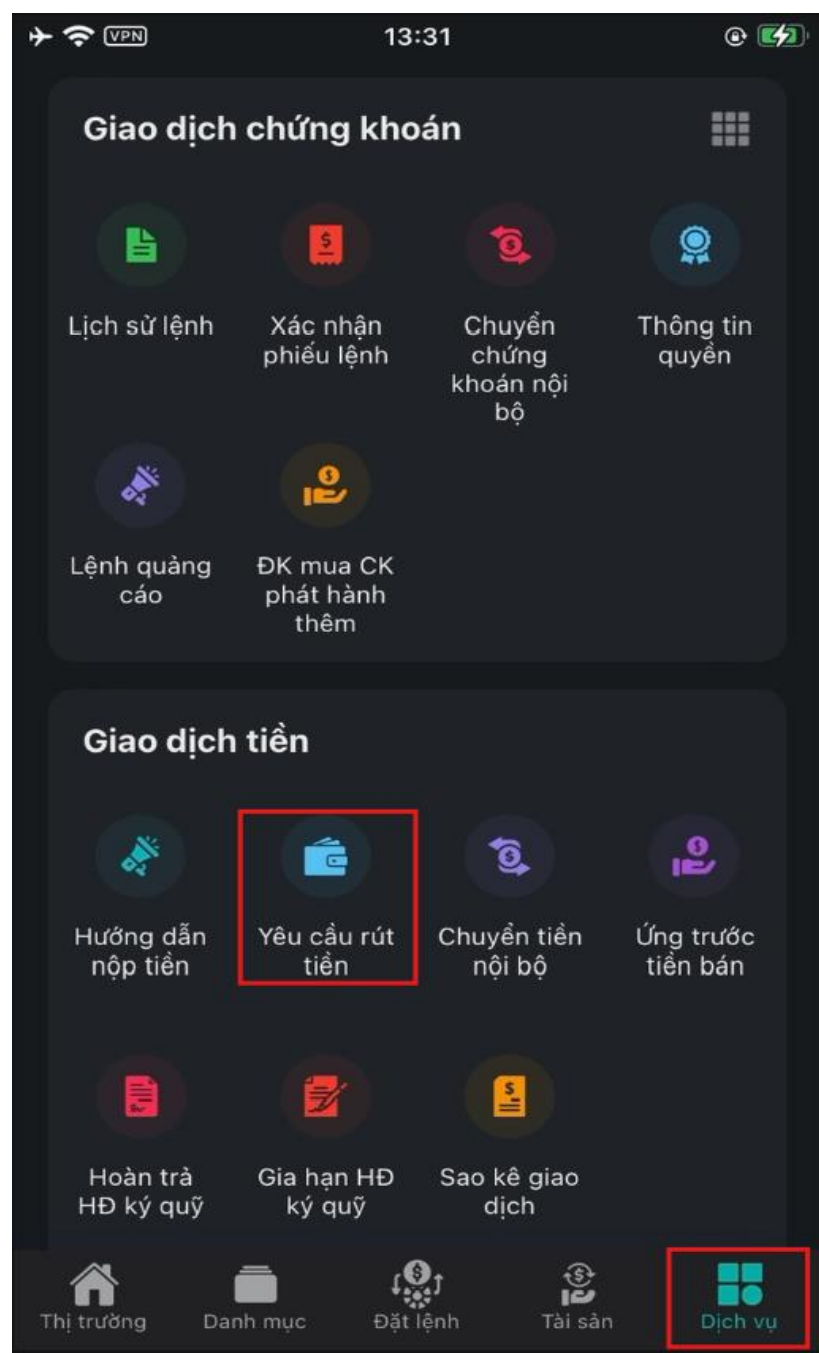 VPN 13:31
Giao dịch chứng khoán
Lịch sử lệnh
Xác nhận
phiếu lệnh
Chuyển
chứng
khoán nội
bộ
Thông tin
quyền
Lệnh quảng
cáo
ĐK mua CK
phát hành
thêm
Giao dịch tiền
Hướng dẫn
nộp tiền
Yêu cầu rút
tiền
Chuyển tiền
nội bộ
Ứng trước
tiền bán
Hoàn trả
HĐ ký quỹ
Gia hạn HĐ
ký quỹ
Sao kê giao
dịch
Thị trường
Danh mục
Đặt lệnh
Tài sản
Dịch vụ